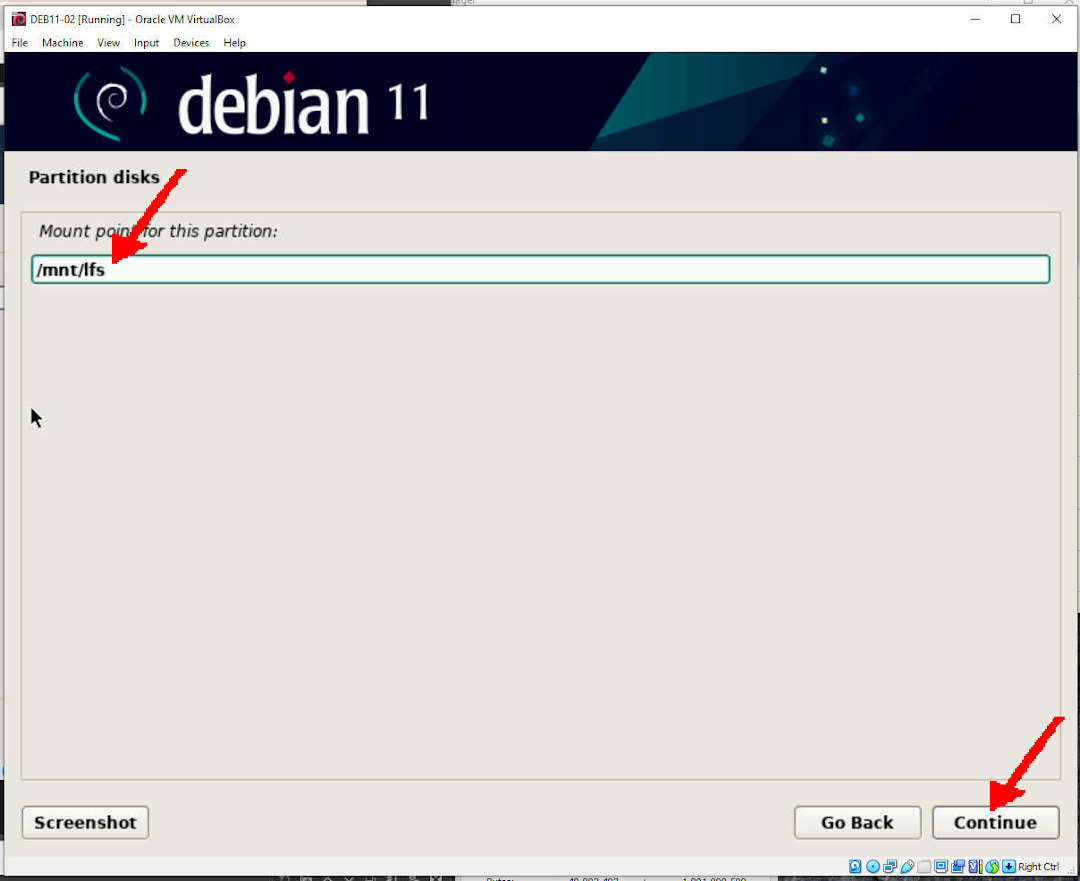 DEB11-02 [Running] - Oracle VM VirtualBox
File Machine View Input Devices Help
debian 11
Partition disks
Mount point for this partition:
/mnt/lfs
Screenshot
Go Back
Continue
Right Ctrl